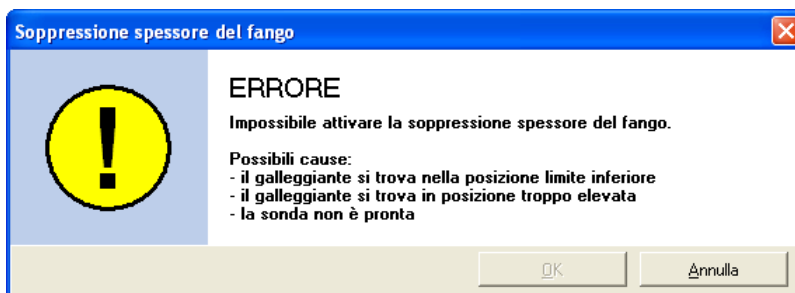 Soppressione spessore del fango
ERRORE
Impossibile attivare la soppressione spessore del fango.
Possibili cause:
- il galleggiante si trova nella posizione limite inferiore
- il galleggiante si trova in posizione troppo elevata
- la sonda non è pronta
OK
Annulla